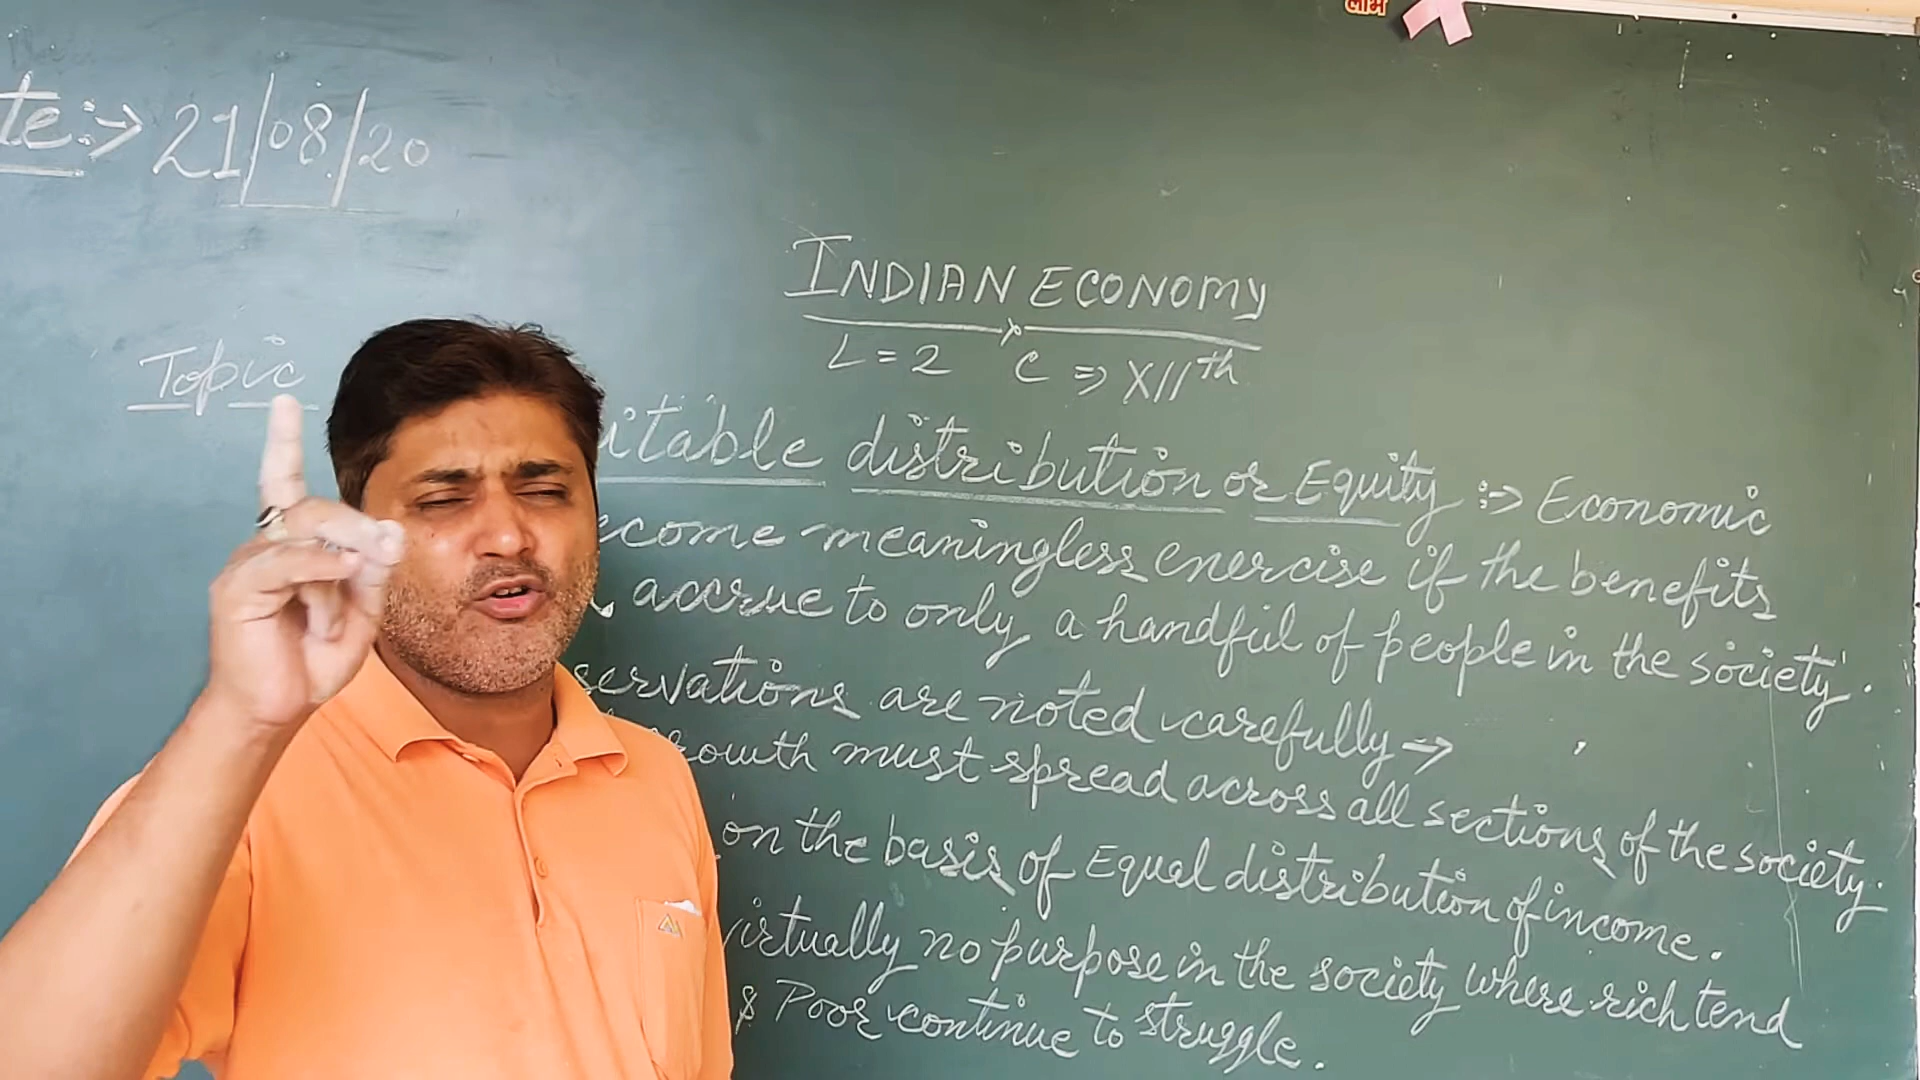 लाभ
te:-> 21/08/20
INDIAN ECONOMY
L=2 C => XIIth
Topic
itable distribution or Equity :-> Economic
ecome meaningless enercise if the benefits
accrue to only a handful of people in the society.
servations are noted carefully ->
rowth must spread across all sections of the society.
on the basis of Equal distribution of income.
virtually no purpose in the society where rich tend
& Poor continue to struggle.